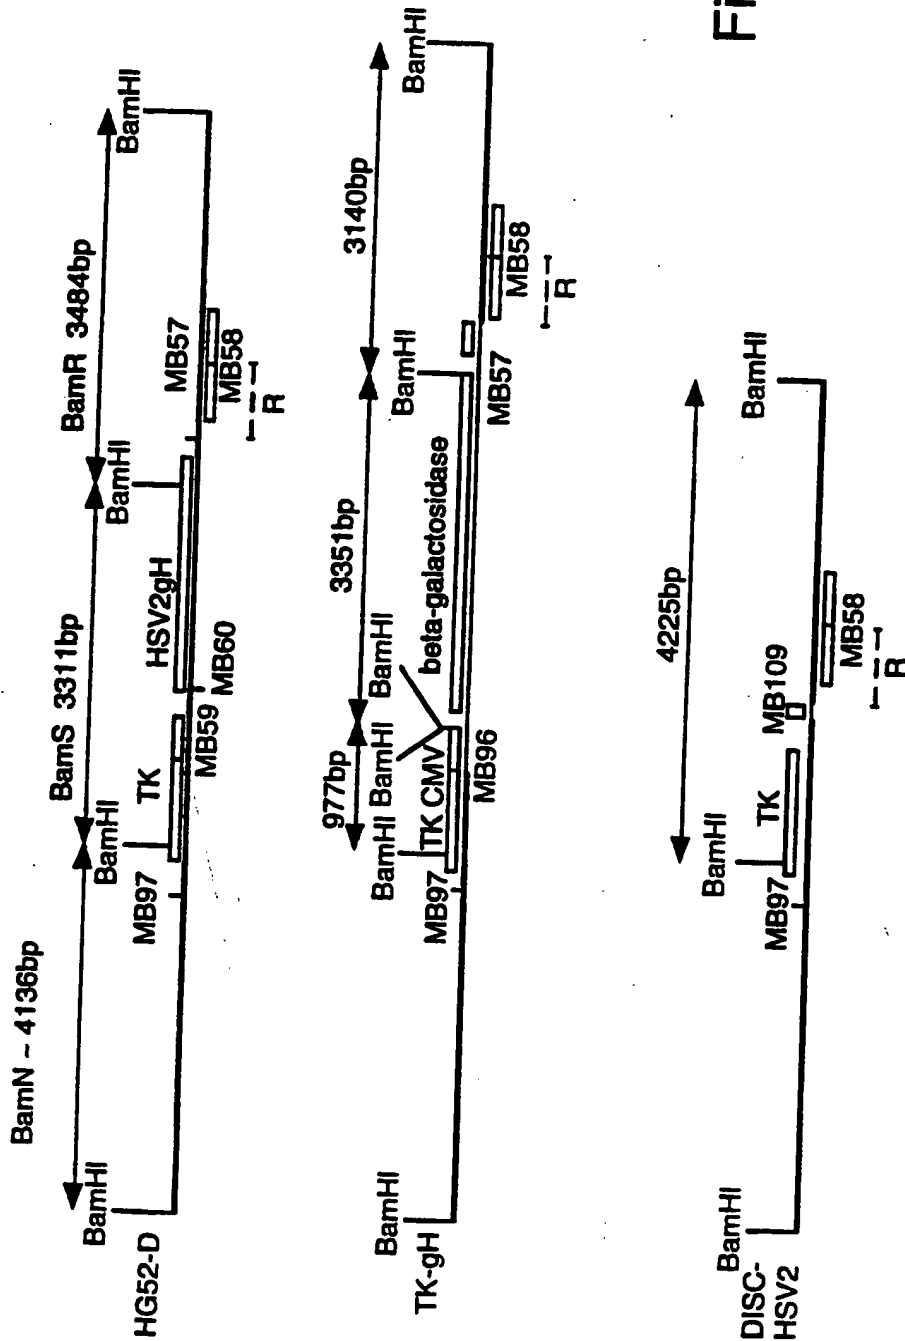 BamN ~ 4136bp
BamS 3311bp
BamR 3484bp
BamHI
BamHI
BamHI
BamHI
HG52-D
MB97
TK
MB59
MB60
HSV2gH
MB57
MB58
R
977bp
3351bp
3140bp
BamHI
BamHI
BamHI
BamHI
BamHI
BamHI
TK-gH
MB97
TK CMV
MB96
beta-galactosidase
MB57
MB58
R
4225bp
BamHI
BamHI
BamHI
DISC-
HSV2
MB97
TK
MB109
MB58
R